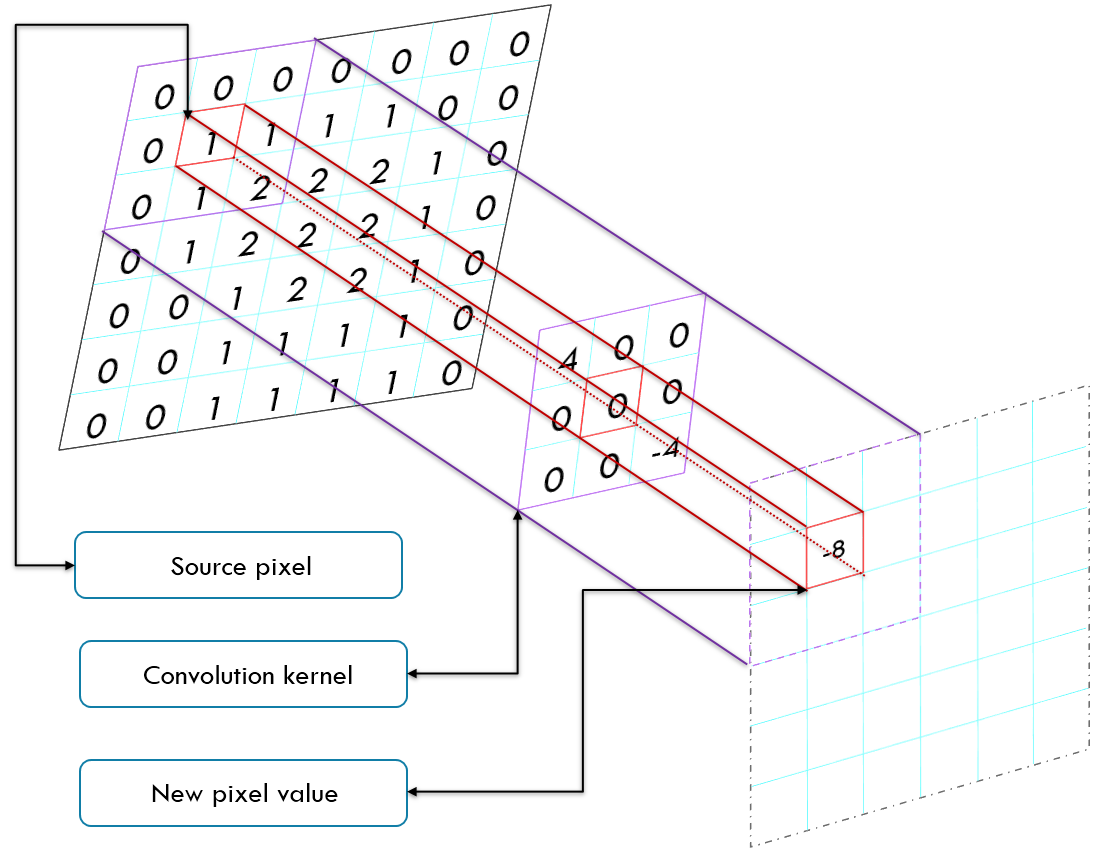 0 0 0 0 0 0 0
0 1 1 1 1 0 0
0 1 2 2 2 1 0
0 1 2 2 2 1 0
0 0 1 2 2 1 0
0 0 1 1 1 1 0
0 0 1 1 1 1 0
4 0 0
0 0 0
0 0 -4
-8
Source pixel
Convolution kernel
New pixel value